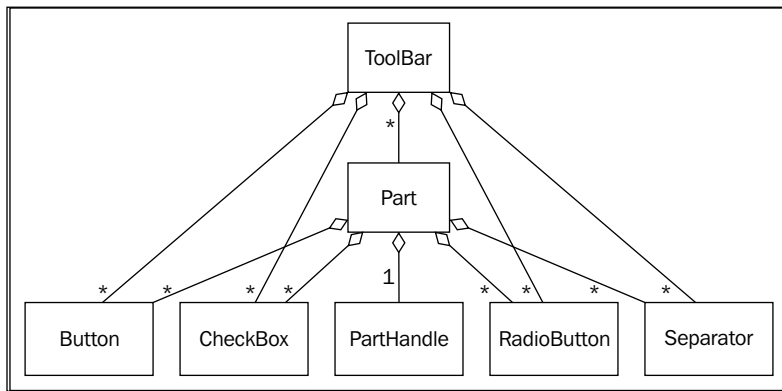 ToolBar
*
Part
1
* * * * * * * *
Button CheckBox PartHandle RadioButton Separator